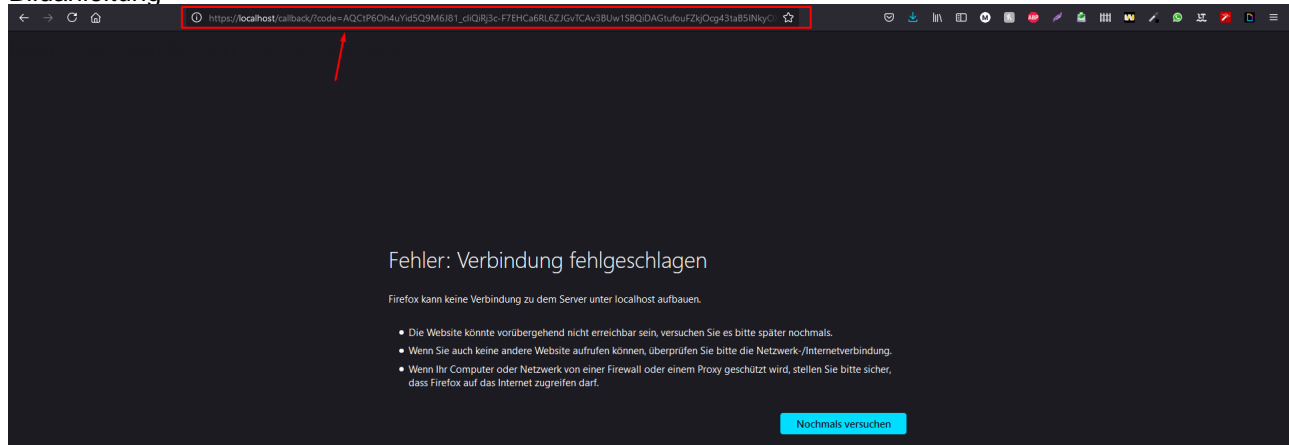 Bildanleitung
https://localhost/callback/?code=AQCtP6Oh4uYid5Q9M6J81_cIiQiRj3c-F7EHCa6RL6ZJGvTCAv3BUw1SBQiDAGtufouFZkjOcg43taB5INkyO
Fehler: Verbindung fehlgeschlagen
Firefox kann keine Verbindung zu dem Server unter localhost aufbauen.
• Die Website könnte vorübergehend nicht erreichbar sein, versuchen Sie es bitte später nochmals.
• Wenn Sie auch keine andere Website aufrufen können, überprüfen Sie bitte die Netzwerk-/Internetverbindung.
• Wenn Ihr Computer oder Netzwerk von einer Firewall oder einem Proxy geschützt wird, stellen Sie bitte sicher,
dass Firefox auf das Internet zugreifen darf.
Nochmals versuchen